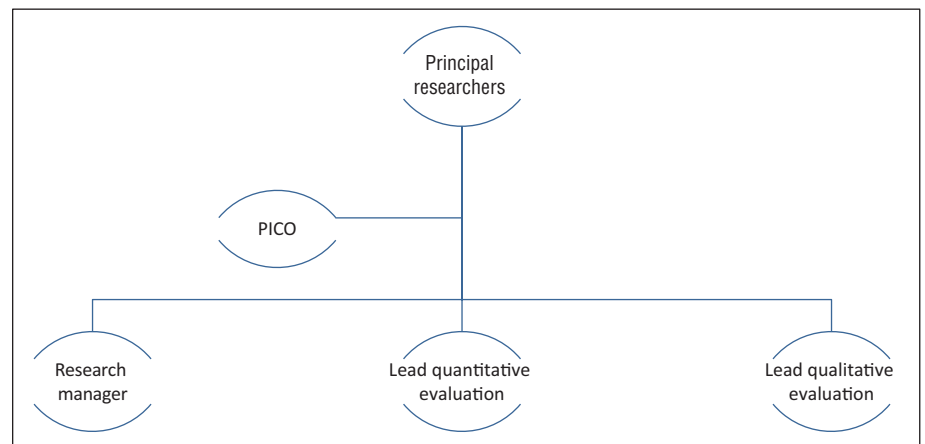 Principal
researchers
PICO
Research
manager
Lead quantitative
evaluation
Lead qualitative
evaluation